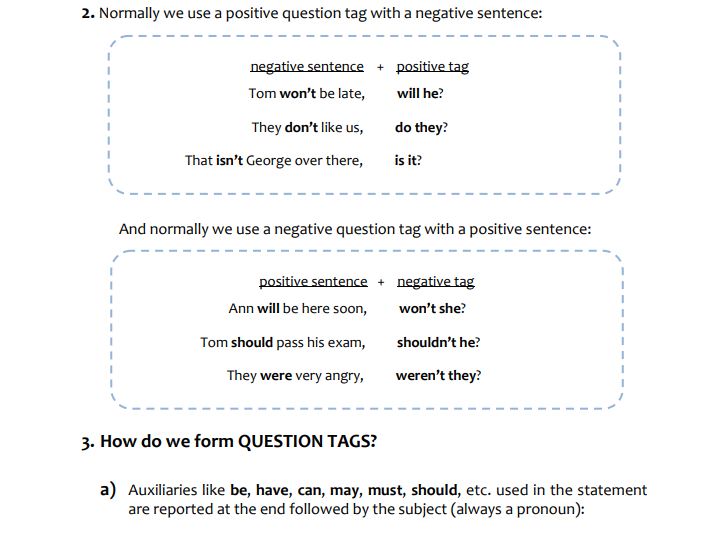 2. Normally we use a positive question tag with a negative sentence:
negative sentence + positive tag
Tom won’t be late, will he?
They don’t like us, do they?
That isn’t George over there, is it?
And normally we use a negative question tag with a positive sentence:
positive sentence + negative tag
Ann will be here soon, won’t she?
Tom should pass his exam, shouldn’t he?
They were very angry, weren’t they?
3. How do we form QUESTION TAGS?
a) Auxiliaries like be, have, can, may, must, should, etc. used in the statement
are reported at the end followed by the subject (always a pronoun):